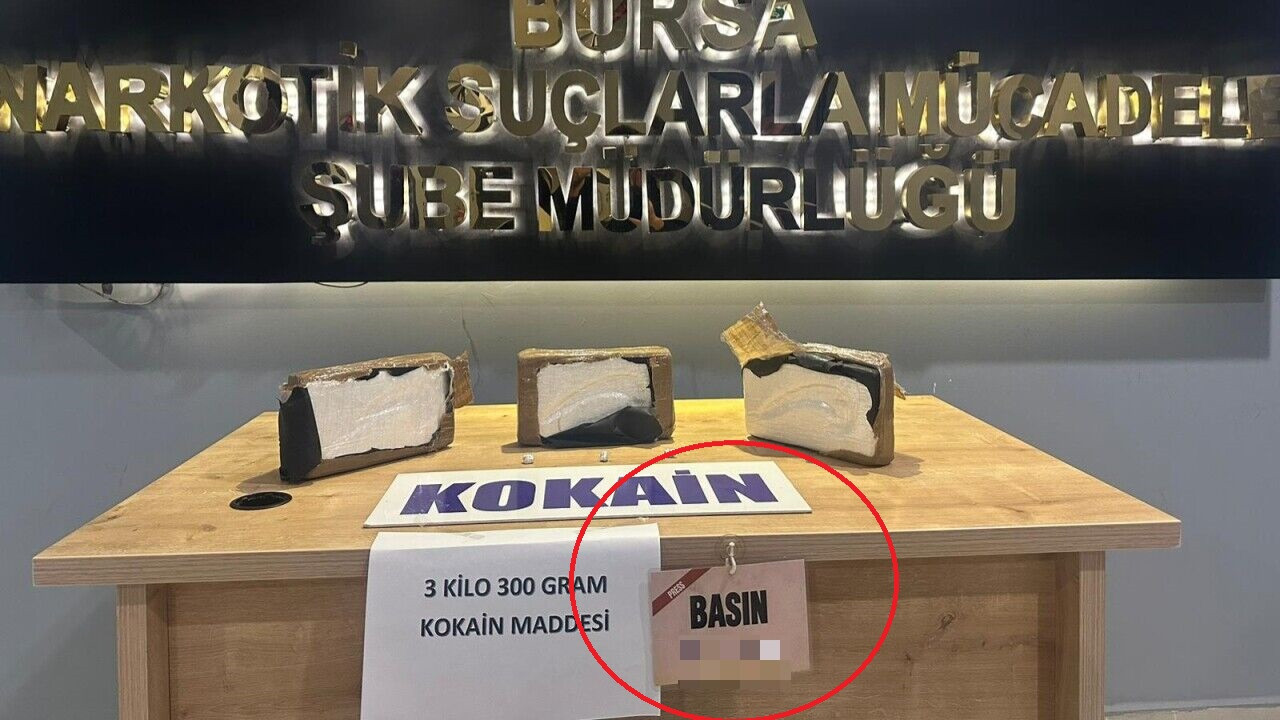 BURSA
NARKOTİK SUÇLARLA MÜCADELE
ŞUBE MÜDÜRLÜĞÜ
KOKAİN
3 KİLO 300 GRAM
KOKAİN MADDESİ
PRESS
BASIN